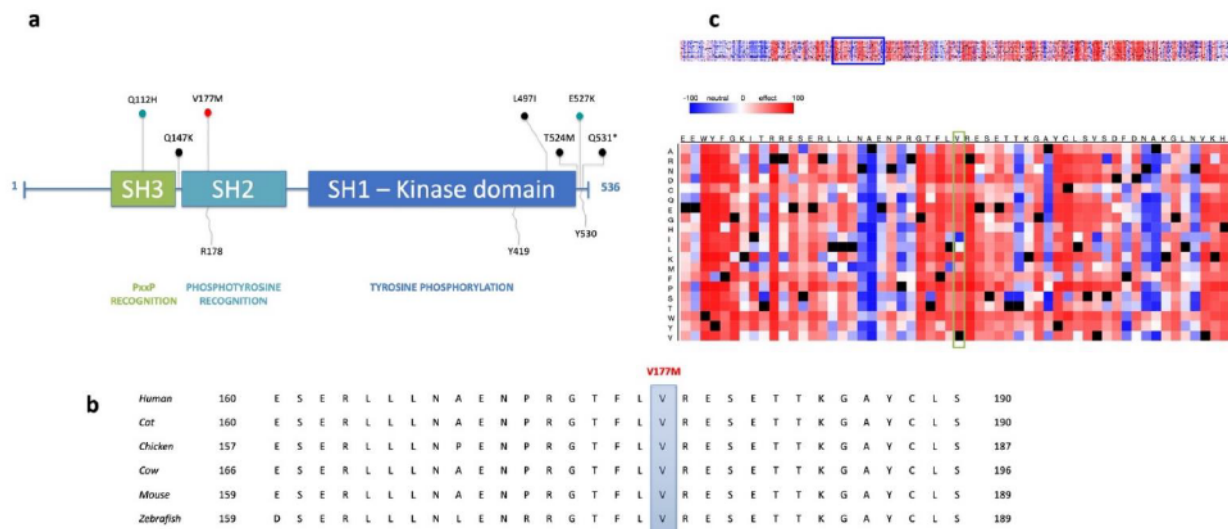 a
1
Q112H
Q147K
V177M
L497I
T524M
E527K
Q531*
SH3
SH2
SH1 – Kinase domain
536
R178
Y419
Y530
PxxP
RECOGNITION
PHOSPHOTYROSINE
RECOGNITION
TYROSINE PHOSPHORYLATION
c
-100 neutral 0 effect 100
E E W Y F G K I T R R E S E R L L L N A E N P R G T F L V R E S E T T K G A Y C L S V S D F D N A K G L N V K H
A
R
N
D
C
Q
E
G
H
I
L
K
M
F
P
S
T
W
Y
V
b
V177M
Human 160 E S E R L L L N A E N P R G T F L V R E S E T T K G A Y C L S 190
Cat 160 E S E R L L L N A E N P R G T F L V R E S E T T K G A Y C L S 190
Chicken 157 E S E R L L L N P E N P R G T F L V R E S E T T K G A Y C L S 187
Cow 166 E S E R L L L N A E N P R G T F L V R E S E T T K G A Y C L S 196
Mouse 159 E S E R L L L N A E N P R G T F L V R E S E T T K G A Y C L S 189
Zebrafish 159 D S E R L L L N L E N R R G T F L V R E S E T T K G A Y C L S 189